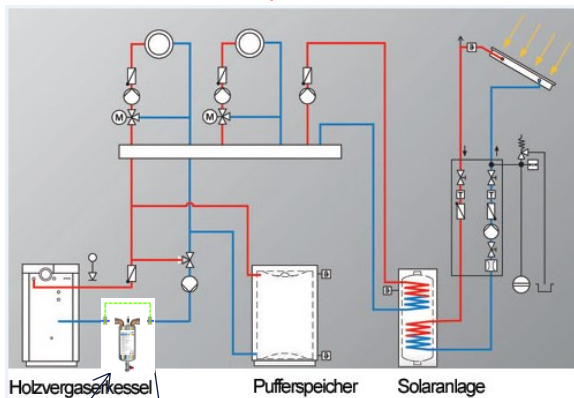 M
M
T
T
Holzvergaserkessel
Pufferspeicher
Solaranlage